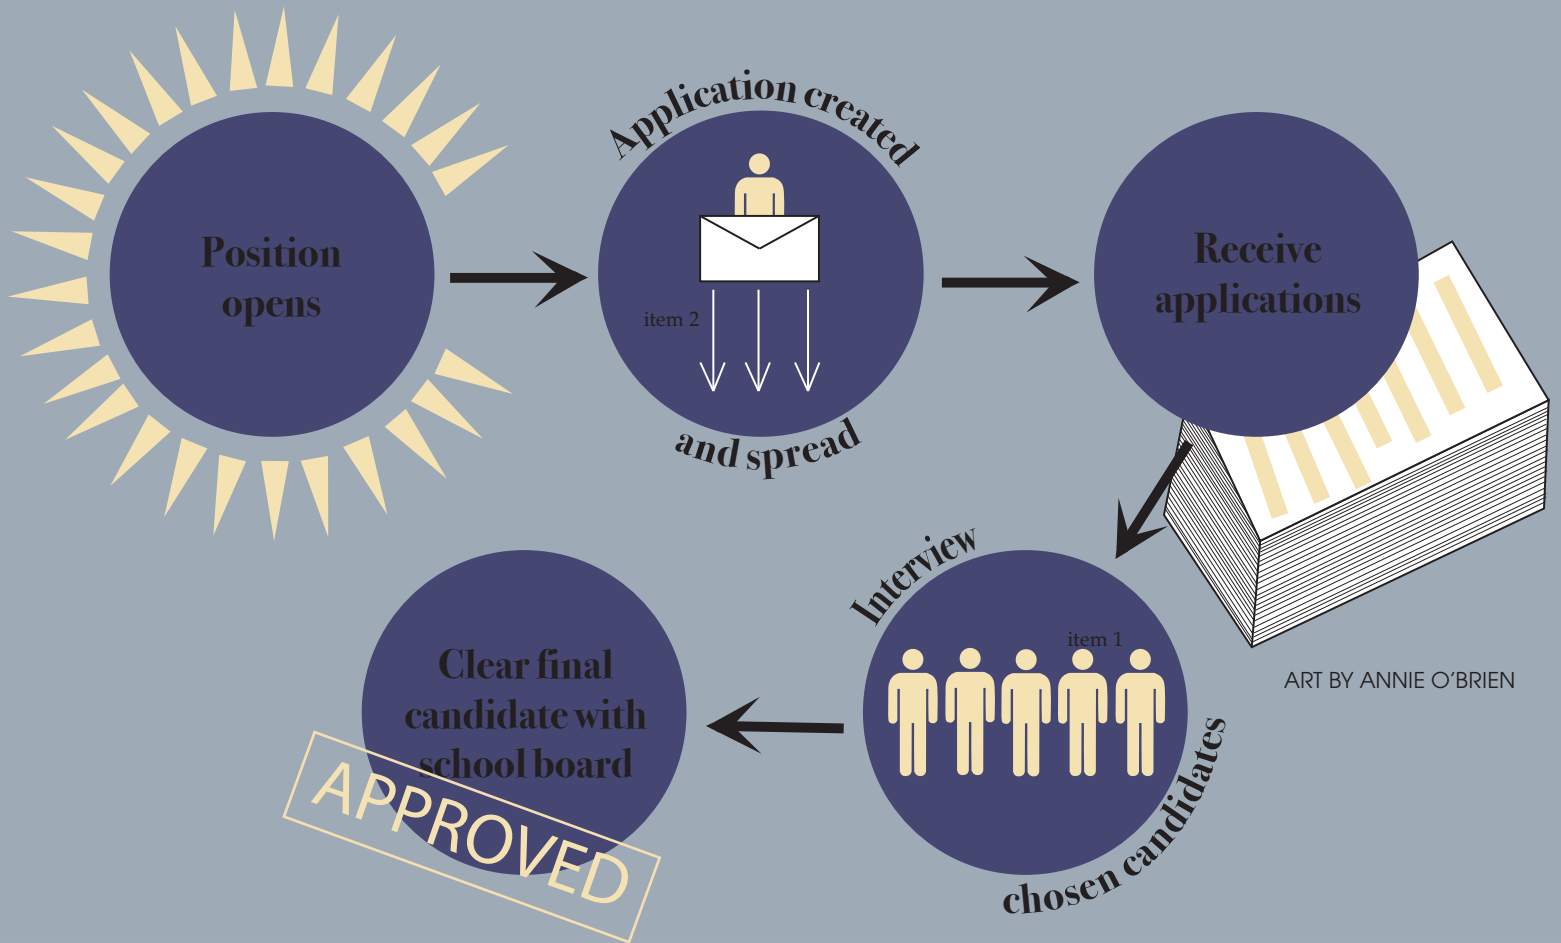 Position
opens
Application created
item 2
and spread
Receive
applications
Interview
item 1
chosen candidates
Clear final
candidate with
school board
APPROVED
ART BY ANNIE O’BRIEN